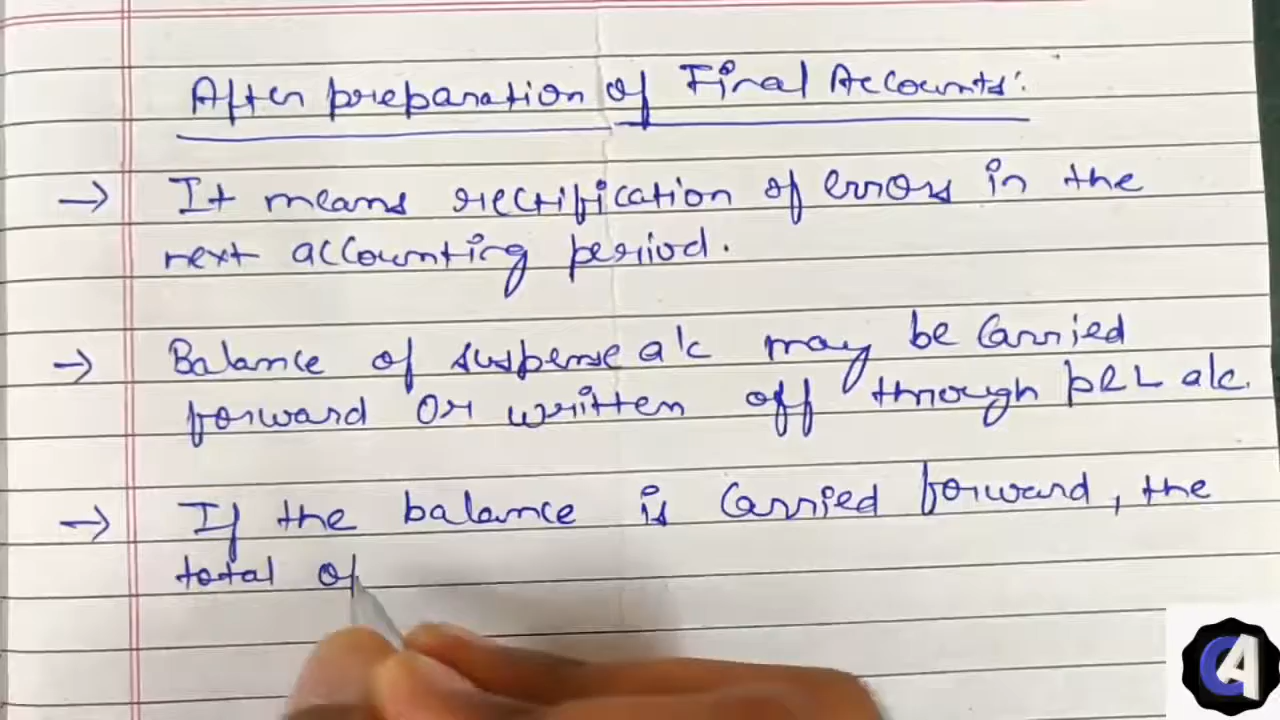 After preparation of Final Accounts:
→ It means rectification of errors in the
next accounting period.
→ Balance of suspense a/c may be carried
forward or written off through P&L a/c.
→ If the balance is carried forward, the
total of
CA